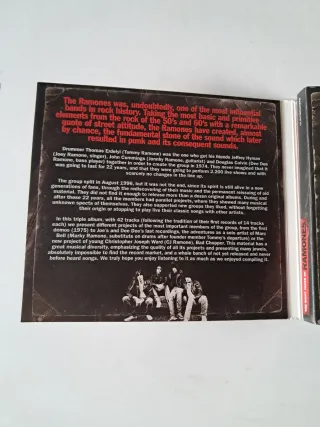 The Ramones was, undoubtedly, one of the most influential
bands in rock history. Taking the most basic and primitive
elements from the rock of the 50's and 60's with a remarkable
quote of street attitude, the Ramones have created, almost
by chance, the fundamental stone of the sound which later
resulted in punk and its consequent sounds.
Drummer Thomas Erdelyi (Tommy Ramone) was the one who got his friends Jeffrey Hyman
(Joey Ramone, singer), John Cummings (Johnny Ramone, guitarist) and Douglas Colvin (Dee Dee
Ramone, bass player) together in order to create the group in 1974. They never imagined that it
was going to last for 22 years, and that they were going to perform 2.200 live shows and with
scarcely no changes in the line up.
The group split in August 1996, but it was not the end, since its spirit is still alive in a new
generations of fans, through the rediscovering of their music and the permanent reissuing of old
material. They did not find it enough to release more than a dozen original albums. During and
after those 22 years, all the members had parallel projects, where they showed many musical
unknown aspects of themselves. They also supported new groups they liked, without forgetting
their origin or stopping to play live their classic songs with other artists.
In this triple album, with 42 tracks (following the tradition of their first records of 14 tracks
each) we present different projects of the most important members of the group, from the first
demos (1975) to Joey's and Dee Dee's last recordings, the adventures as a solo artist of Marc
Bell (Marky Ramone, substitute on drums after founder member Tommy's departure) or the
new project of young Christopher Joseph Ward (CJ Ramone), Bad Chopper. This material has a
great musical diversity, emphasizing the quality of all its projects and presenting many jewels,
absolutely impossible to find the record market, and a whole bunch of not yet released and never
before heard songs. We truly hope you enjoy listening to it as much as we enjoyed compiling it.
RAMONES